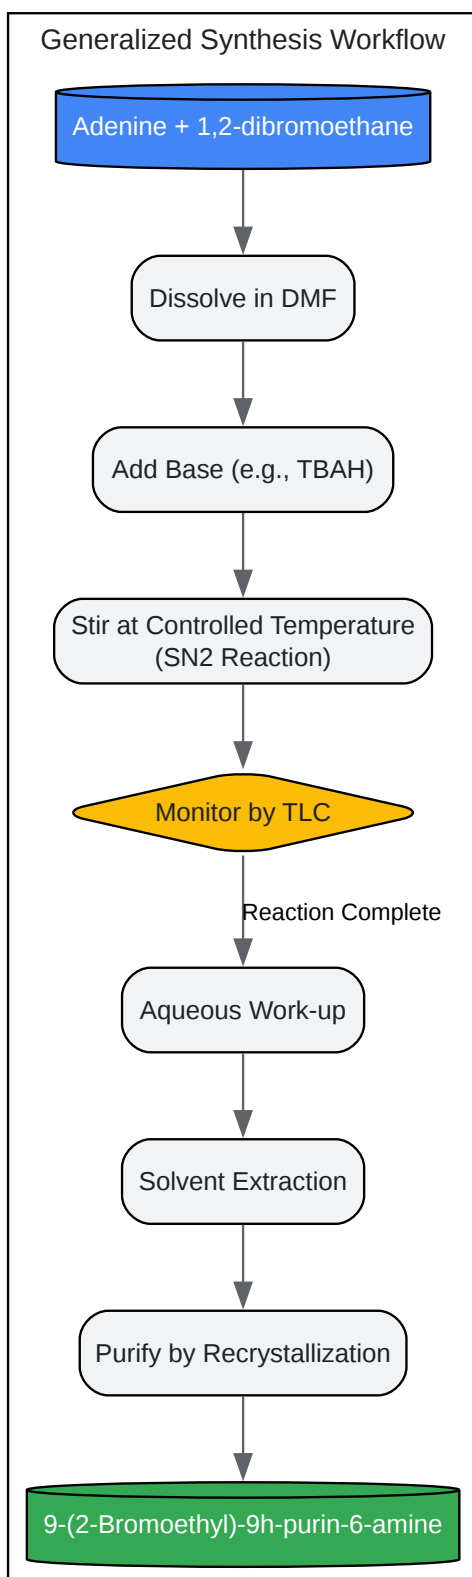 Generalized Synthesis Workflow
Adenine + 1,2-dibromoethane
Dissolve in DMF
Add Base (e.g., TBAH)
Stir at Controlled Temperature
(SN2 Reaction)
Monitor by TLC
Reaction Complete
Aqueous Work-up
Solvent Extraction
Purify by Recrystallization
9-(2-Bromoethyl)-9h-purin-6-amine